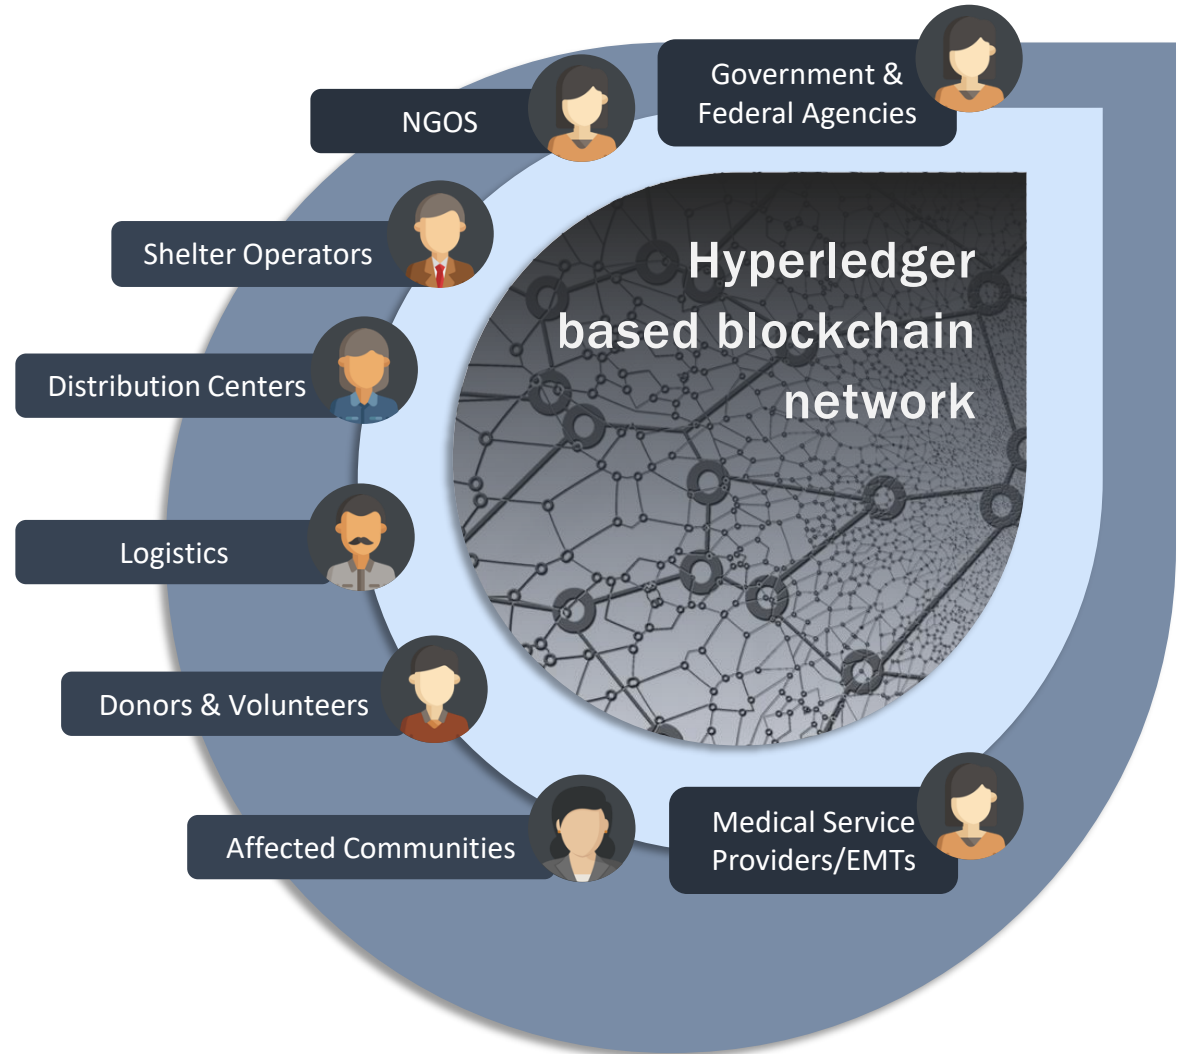 Government &
Federal Agencies
NGOS
Shelter Operators
Distribution Centers
Logistics
Donors & Volunteers
Affected Communities
Medical Service
Providers/EMTs
Hyperledger
based blockchain
network